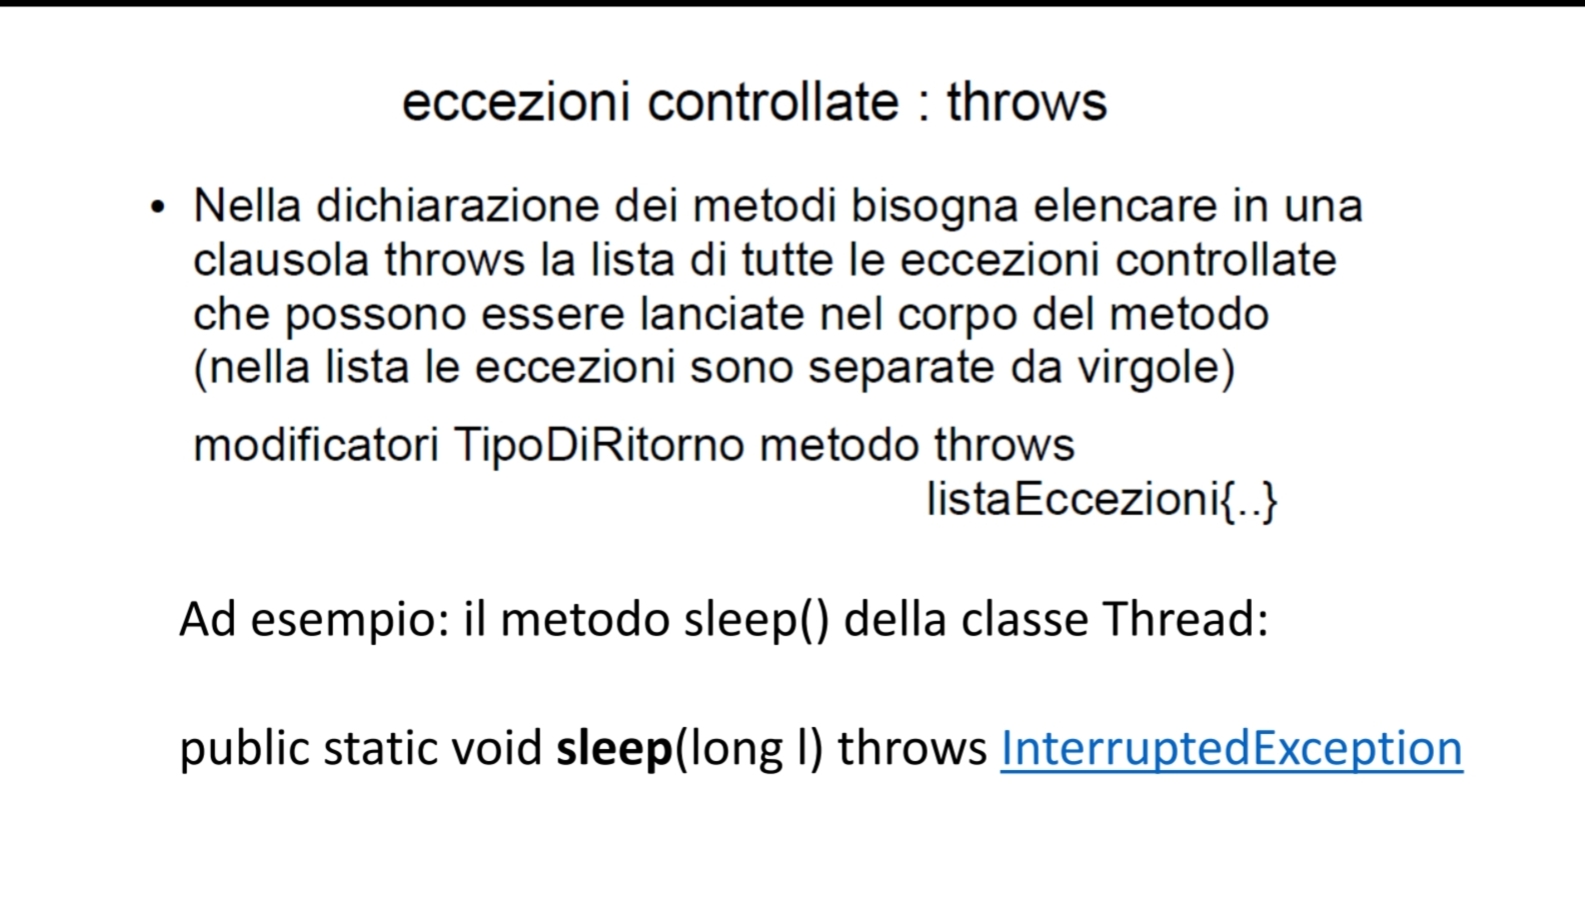 eccezioni controllate : throws
• Nella dichiarazione dei metodi bisogna elencare in una
clausola throws la lista di tutte le eccezioni controllate
che possono essere lanciate nel corpo del metodo
(nella lista le eccezioni sono separate da virgole)
modificatori TipoDiRitorno metodo throws
listaEccezioni{..}
Ad esempio: il metodo sleep() della classe Thread:
public static void sleep(long l) throws InterruptedException